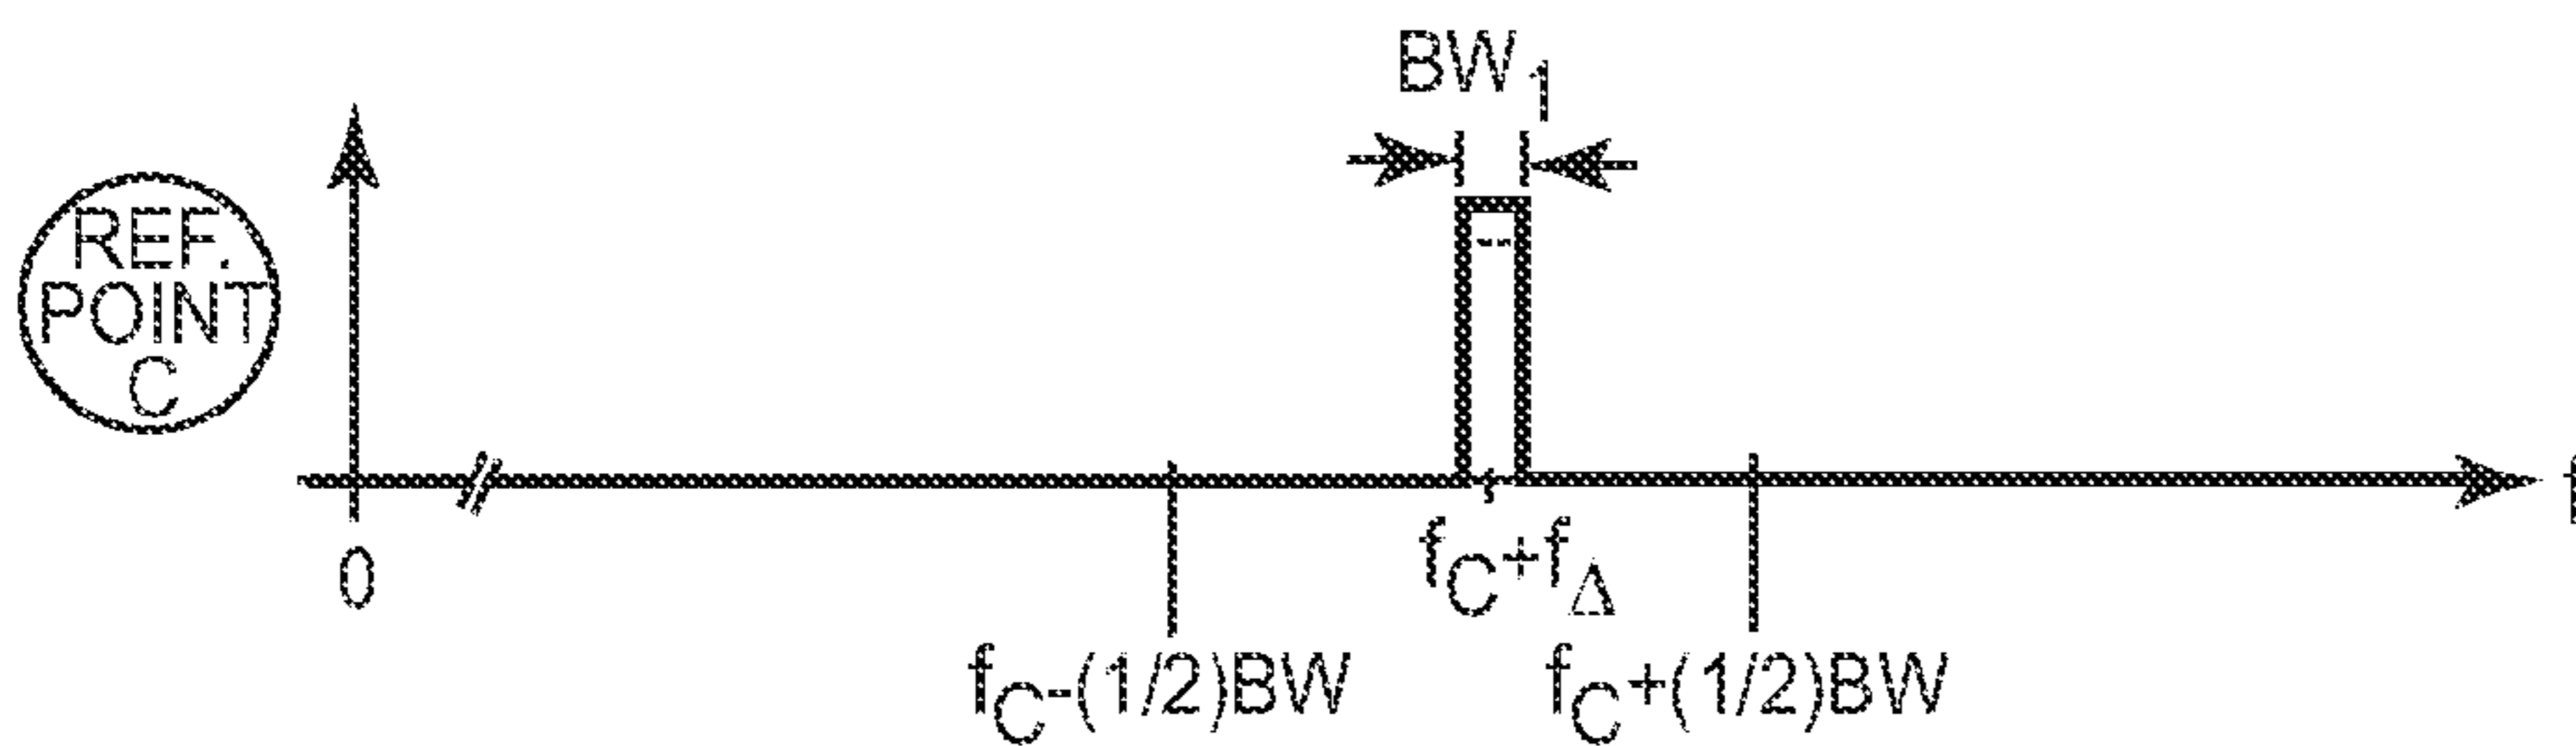 BW1
REF.
POINT
C
f
0
fC+fΔ
fC-(1/2)BW
fC+(1/2)BW